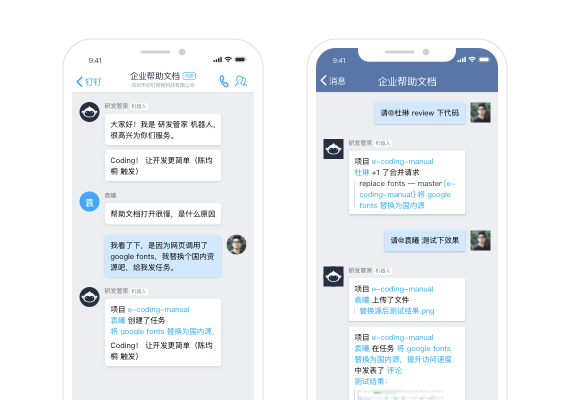 9:41
钉钉
企业帮助文档 内部
研发管家 机器人
大家好！我是 研发管家 机器人，
很高兴为你们服务。
Coding！ 让开发更简单（陈均
桐 触发）
袁
袁曦
帮助文档打开很慢，是什么原因
我看了下，是因为网页调用了
google fonts，我替换个国内资
源吧，给我发任务。
研发管家 机器人
项目 e-coding-manual
袁曦 创建了任务
将 google fonts 替换为国内源，
Coding！ 让开发更简单（陈均
桐 触发）
9:41
消息
企业帮助文档
请@杜琳 review 下代码
研发管家 机器人
项目 e-coding-manual
杜琳 +1 了合并请求
replace fonts — master [e-
coding-manual] 将 google
fonts 替换为国内源
请@袁曦 测试下效果
研发管家 机器人
项目 e-coding-manual
袁曦 上传了文件
替换源后测试结果.png
项目 e-coding-manual
袁曦 在任务 将 google fonts
替换为国内源，提升访问速度
中发表了 评论
测试结果：